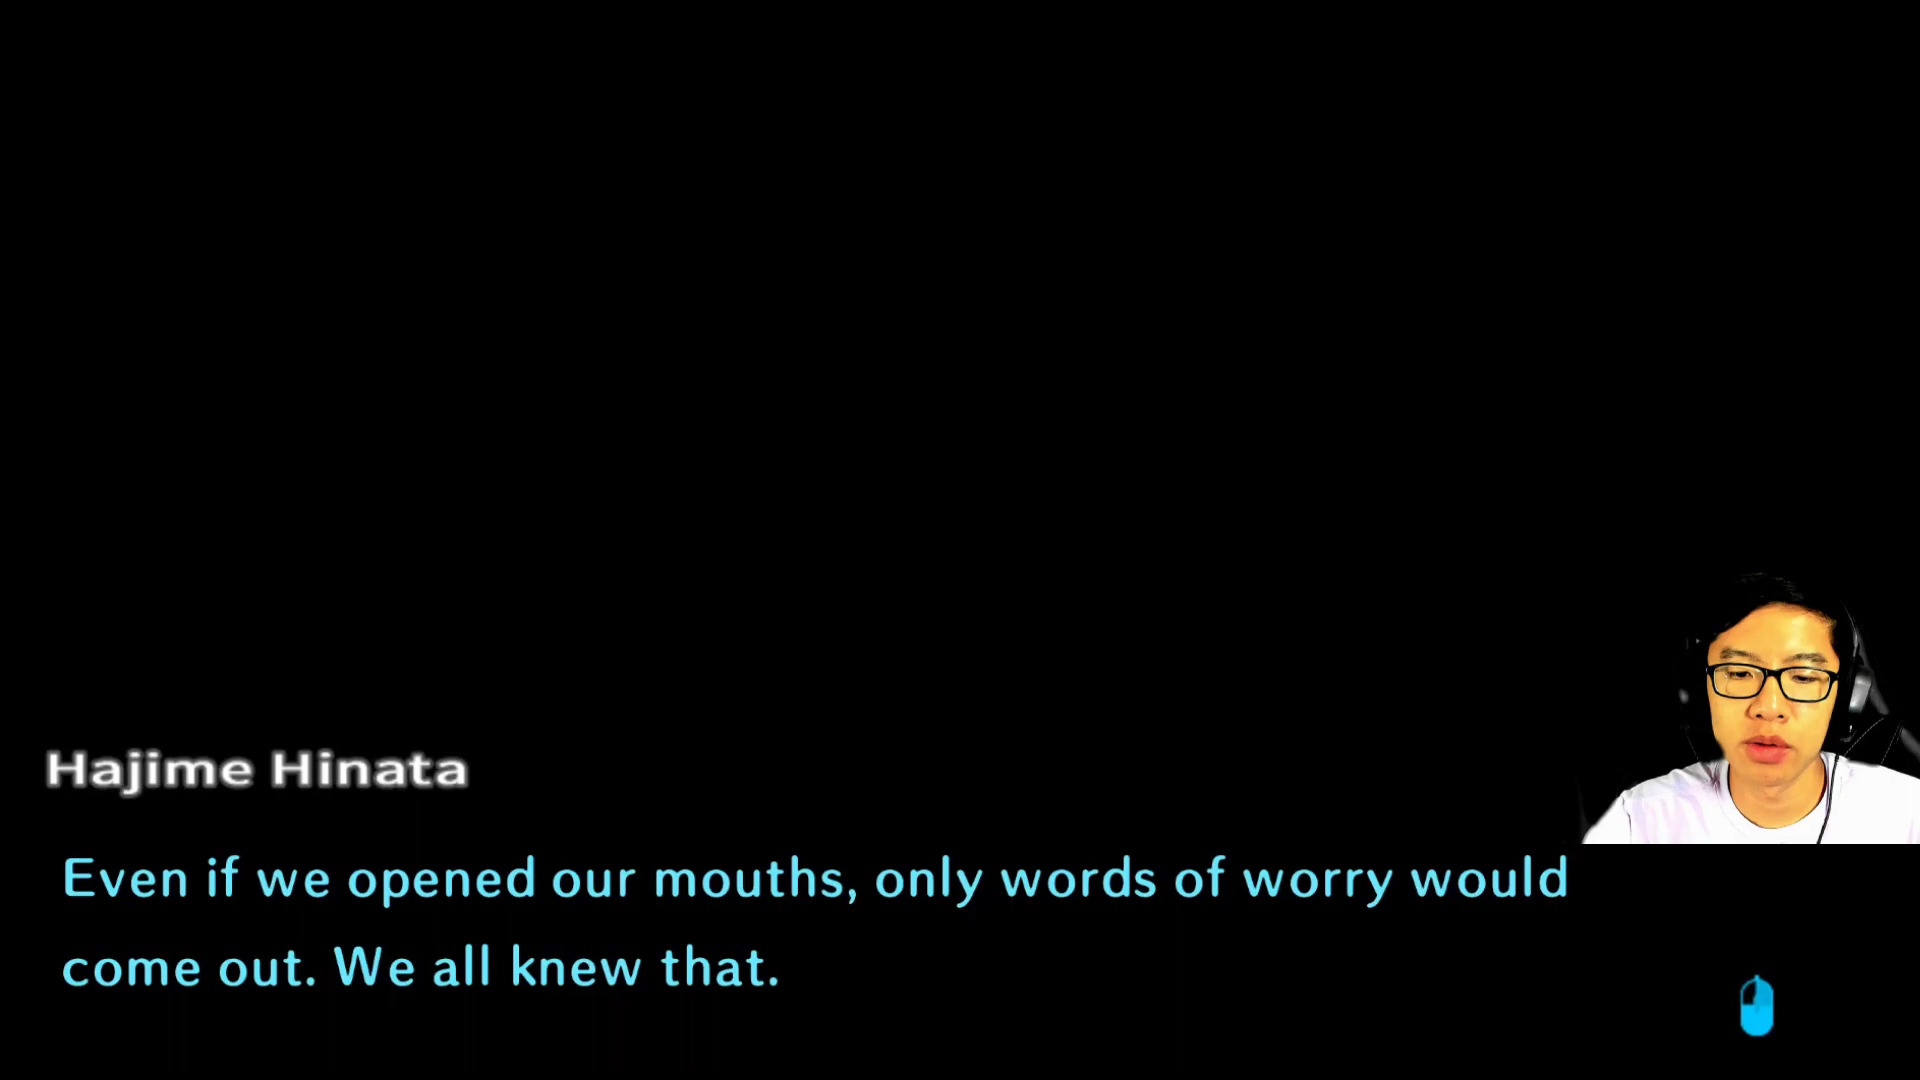 Hajime Hinata
Even if we opened our mouths, only words of worry would
come out. We all knew that.